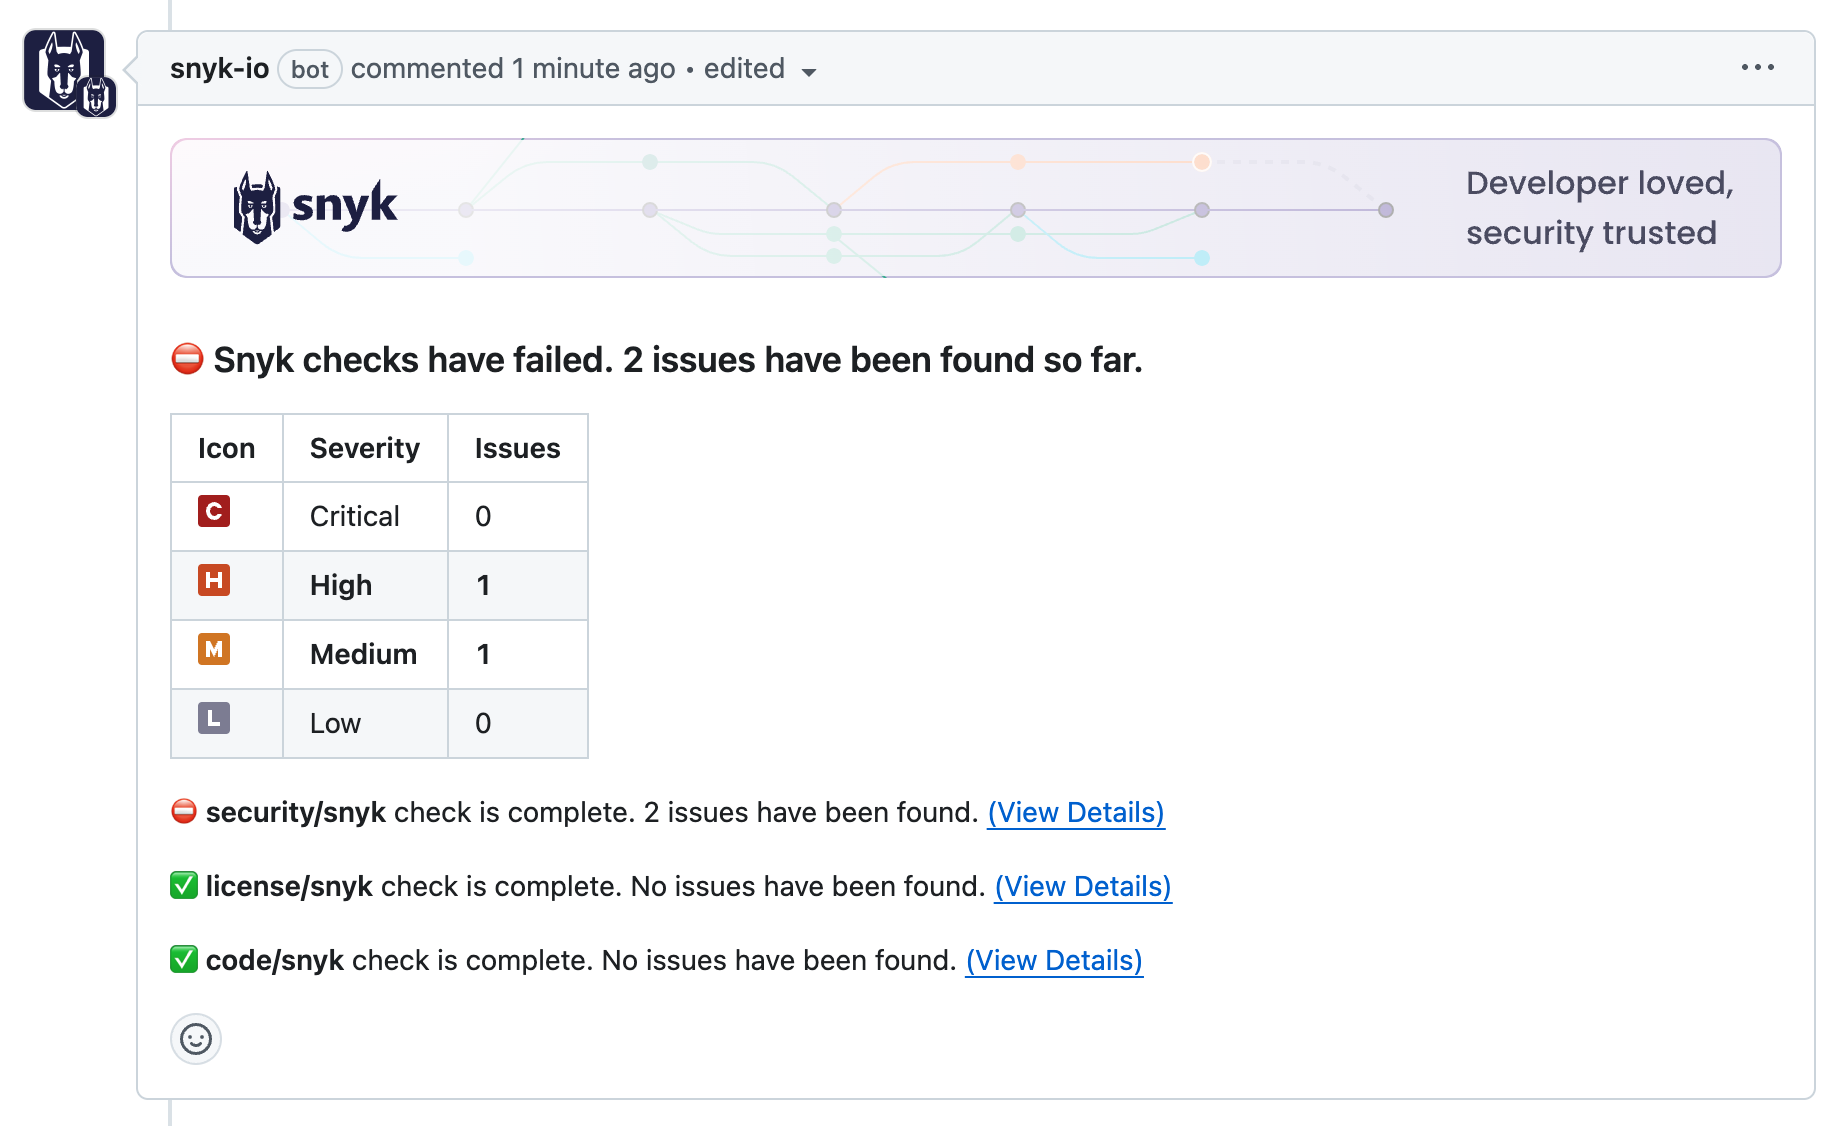 snyk-io bot commented 1 minute ago • edited
snyk
Developer loved,
security trusted
⛔ Snyk checks have failed. 2 issues have been found so far.
Icon Severity Issues
C Critical 0
H High 1
M Medium 1
L Low 0
⛔ security/snyk check is complete. 2 issues have been found. (View Details)
✅ license/snyk check is complete. No issues have been found. (View Details)
✅ code/snyk check is complete. No issues have been found. (View Details)